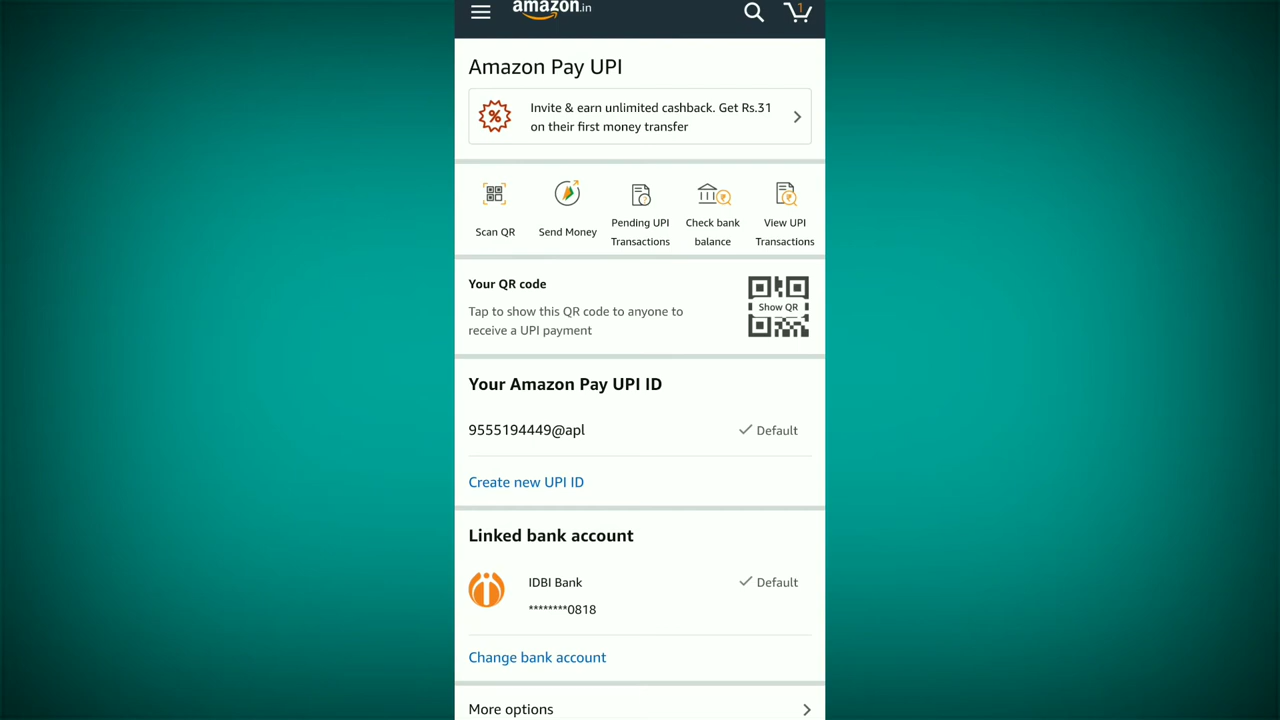 amazon.in
1
Amazon Pay UPI
Invite & earn unlimited cashback. Get Rs.31
on their first money transfer
Scan QR
Send Money
Pending UPI
Transactions
Check bank
balance
View UPI
Transactions
Your QR code
Tap to show this QR code to anyone to
receive a UPI payment
Show QR
Your Amazon Pay UPI ID
9555194449@apl
Default
Create new UPI ID
Linked bank account
IDBI Bank
Default
********0818
Change bank account
More options